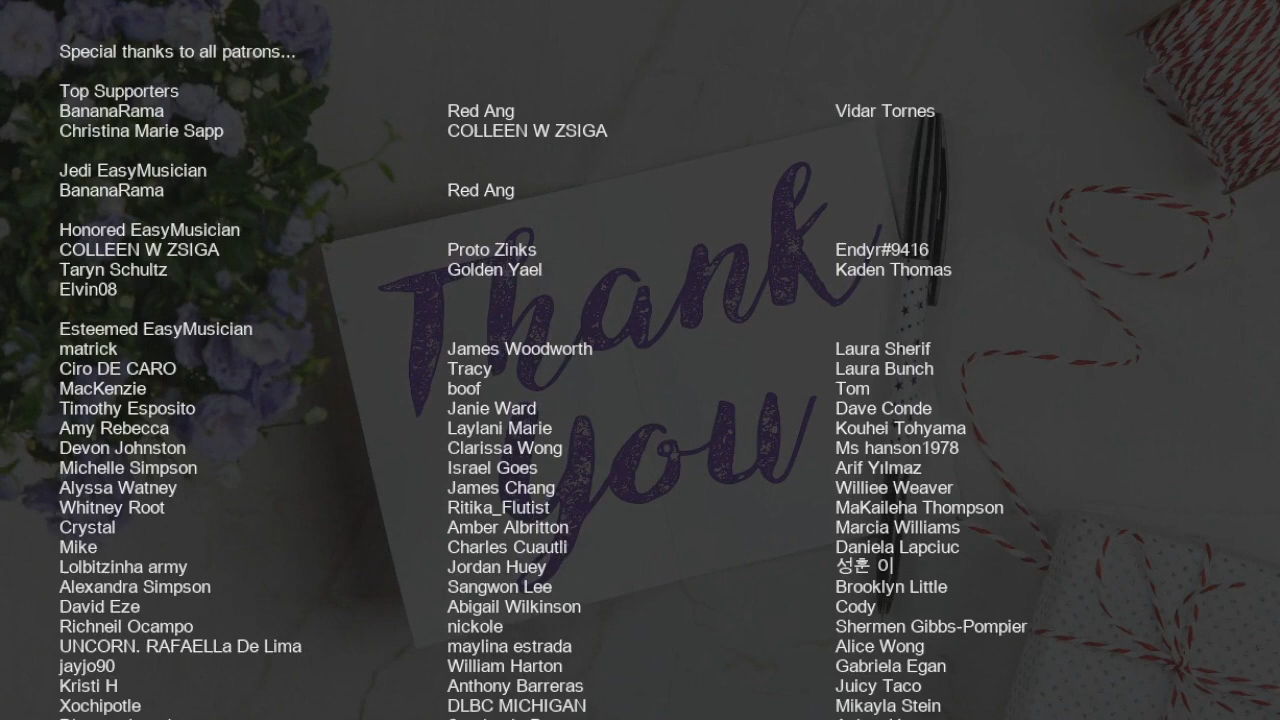 Special thanks to all patrons...
Top Supporters
BananaRama Red Ang Vidar Tornes
Christina Marie Sapp COLLEEN W ZSIGA
Jedi EasyMusician
BananaRama Red Ang
Honored EasyMusician
COLLEEN W ZSIGA Proto Zinks Endyr#9416
Taryn Schultz Golden Yael Kaden Thomas
Elvin08
Esteemed EasyMusician
matrick James Woodworth Laura Sherif
Ciro DE CARO Tracy Laura Bunch
MacKenzie boof Tom
Timothy Esposito Janie Ward Dave Conde
Amy Rebecca Laylani Marie Kouhei Tohyama
Devon Johnston Clarissa Wong Ms hanson1978
Michelle Simpson Israel Goes Arif Yılmaz
Alyssa Watney James Chang Williee Weaver
Whitney Root Ritika_Flutist MaKaileha Thompson
Crystal Amber Albritton Marcia Williams
Mike Charles Cuautli Daniela Lapciuc
Lolbitzinha army Jordan Huey 성훈 이
Alexandra Simpson Sangwon Lee Brooklyn Little
David Eze Abigail Wilkinson Cody
Richneil Ocampo nickole Shermen Gibbs-Pompier
UNCORN. RAFAELLa De Lima maylina estrada Alice Wong
jayjo90 William Harton Gabriela Egan
Kristi H Anthony Barreras Juicy Taco
Xochipotle DLBC MICHIGAN Mikayla Stein
Thank
you